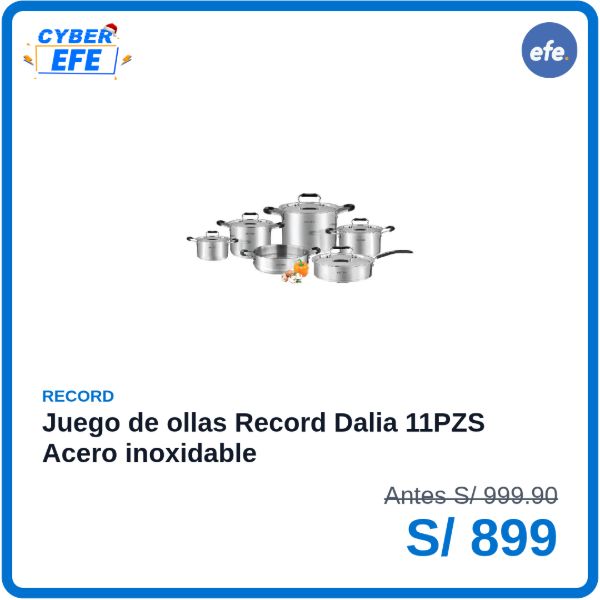 CYBER
EFE
efe.
RECORD
Juego de ollas Record Dalia 11PZS
Acero inoxidable
Antes S/ 999.90
S/ 899